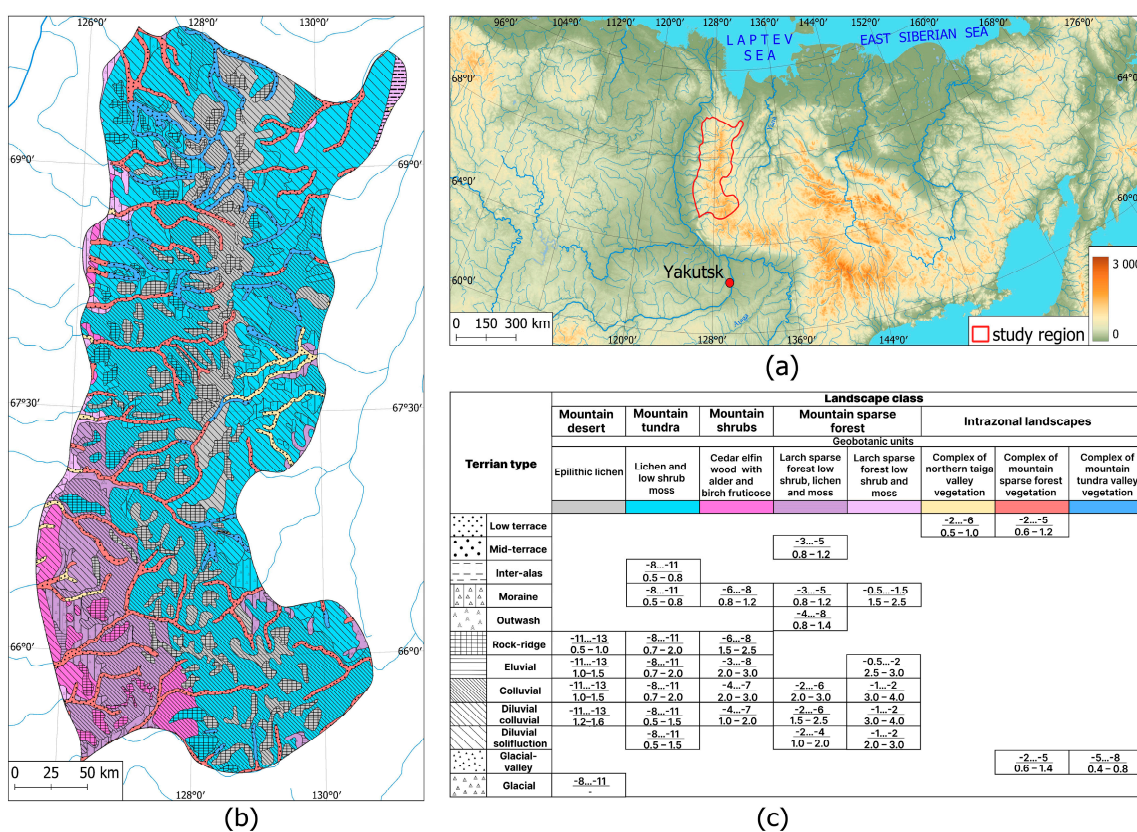 128°0′ 130°0′
126°0′
69°0′ 69°0′
67°30′ 67°30′
66°0′ 66°0′
0 25 50 km
128°0′ 130°0′
(b)
96°0′ 104°0′ 112°0′ 120°0′ 128°0′ 136°0′ 144°0′ 152°0′ 160°0′ 168°0′ 176°0′
LAPTEV
SEA
EAST SIBERIAN SEA
68°0′ 64°0′
64°0′ 60°0′
60°0′
Yakutsk
0 150 300 km
120°0′ 128°0′ 136°0′ 144°0′
study region
3 000
0
(a)
Terrian type
Landscape class
Mountain desert Mountain tundra Mountain shrubs Mountain sparse forest Intrazonal landscapes
Geobotanic units
Epilithic lichen
Lichen and low shrub moss
Cedar elfin wood with alder and birch fruticose
Larch sparse forest low shrub, lichen and moss
Larch sparse forest low shrub and moss
Complex of northern taiga valley vegetation
Complex of mountain sparse forest vegetation
Complex of mountain tundra valley vegetation
Low terrace -2...-6 -2...-5
0.5 – 1.0 0.6 – 1.2
Mid-terrace -3...-5
0.8 – 1.2
Inter-alas -8...-11
0.5 – 0.8
Moraine -8...-11 -6...-8 -3...-5 -0.5...-1.5
0.5 – 0.8 0.8 – 1.2 0.8 – 1.2 1.5 – 2.5
Outwash -4...-8
0.8 – 1.4
Rock-ridge -11...-13 -8...-11 -6...-8
0.5 – 1.0 0.7 – 2.0 1.5 – 2.5
Eluvial -11...-13 -8...-11 -3...-8 -0.5...-2
1.0–1.5 0.7 – 2.0 2.0 – 3.0 2.5 – 3.0
Colluvial -11...-13 -8...-11 -4...-7 -2...-6 -1...-2
1.0–1.5 0.7 – 2.0 2.0 – 3.0 2.0 – 3.0 3.0 – 4.0
Diluvial colluvial -11...-13 -8...-11 -4...-7 -2...-6 -1...-2
1.2–1.6 0.5 – 1.5 1.0 – 2.0 1.5 – 2.5 3.0 – 4.0
Diluvial solifluction -8...-11 -2...-4 -1...-2
0.5 – 1.5 1.0 – 2.0 2.0 – 3.0
Glacial-valley -2...-5 -5...-8
0.6 – 1.4 0.4 – 0.8
Glacial -8...-11
-
(c)